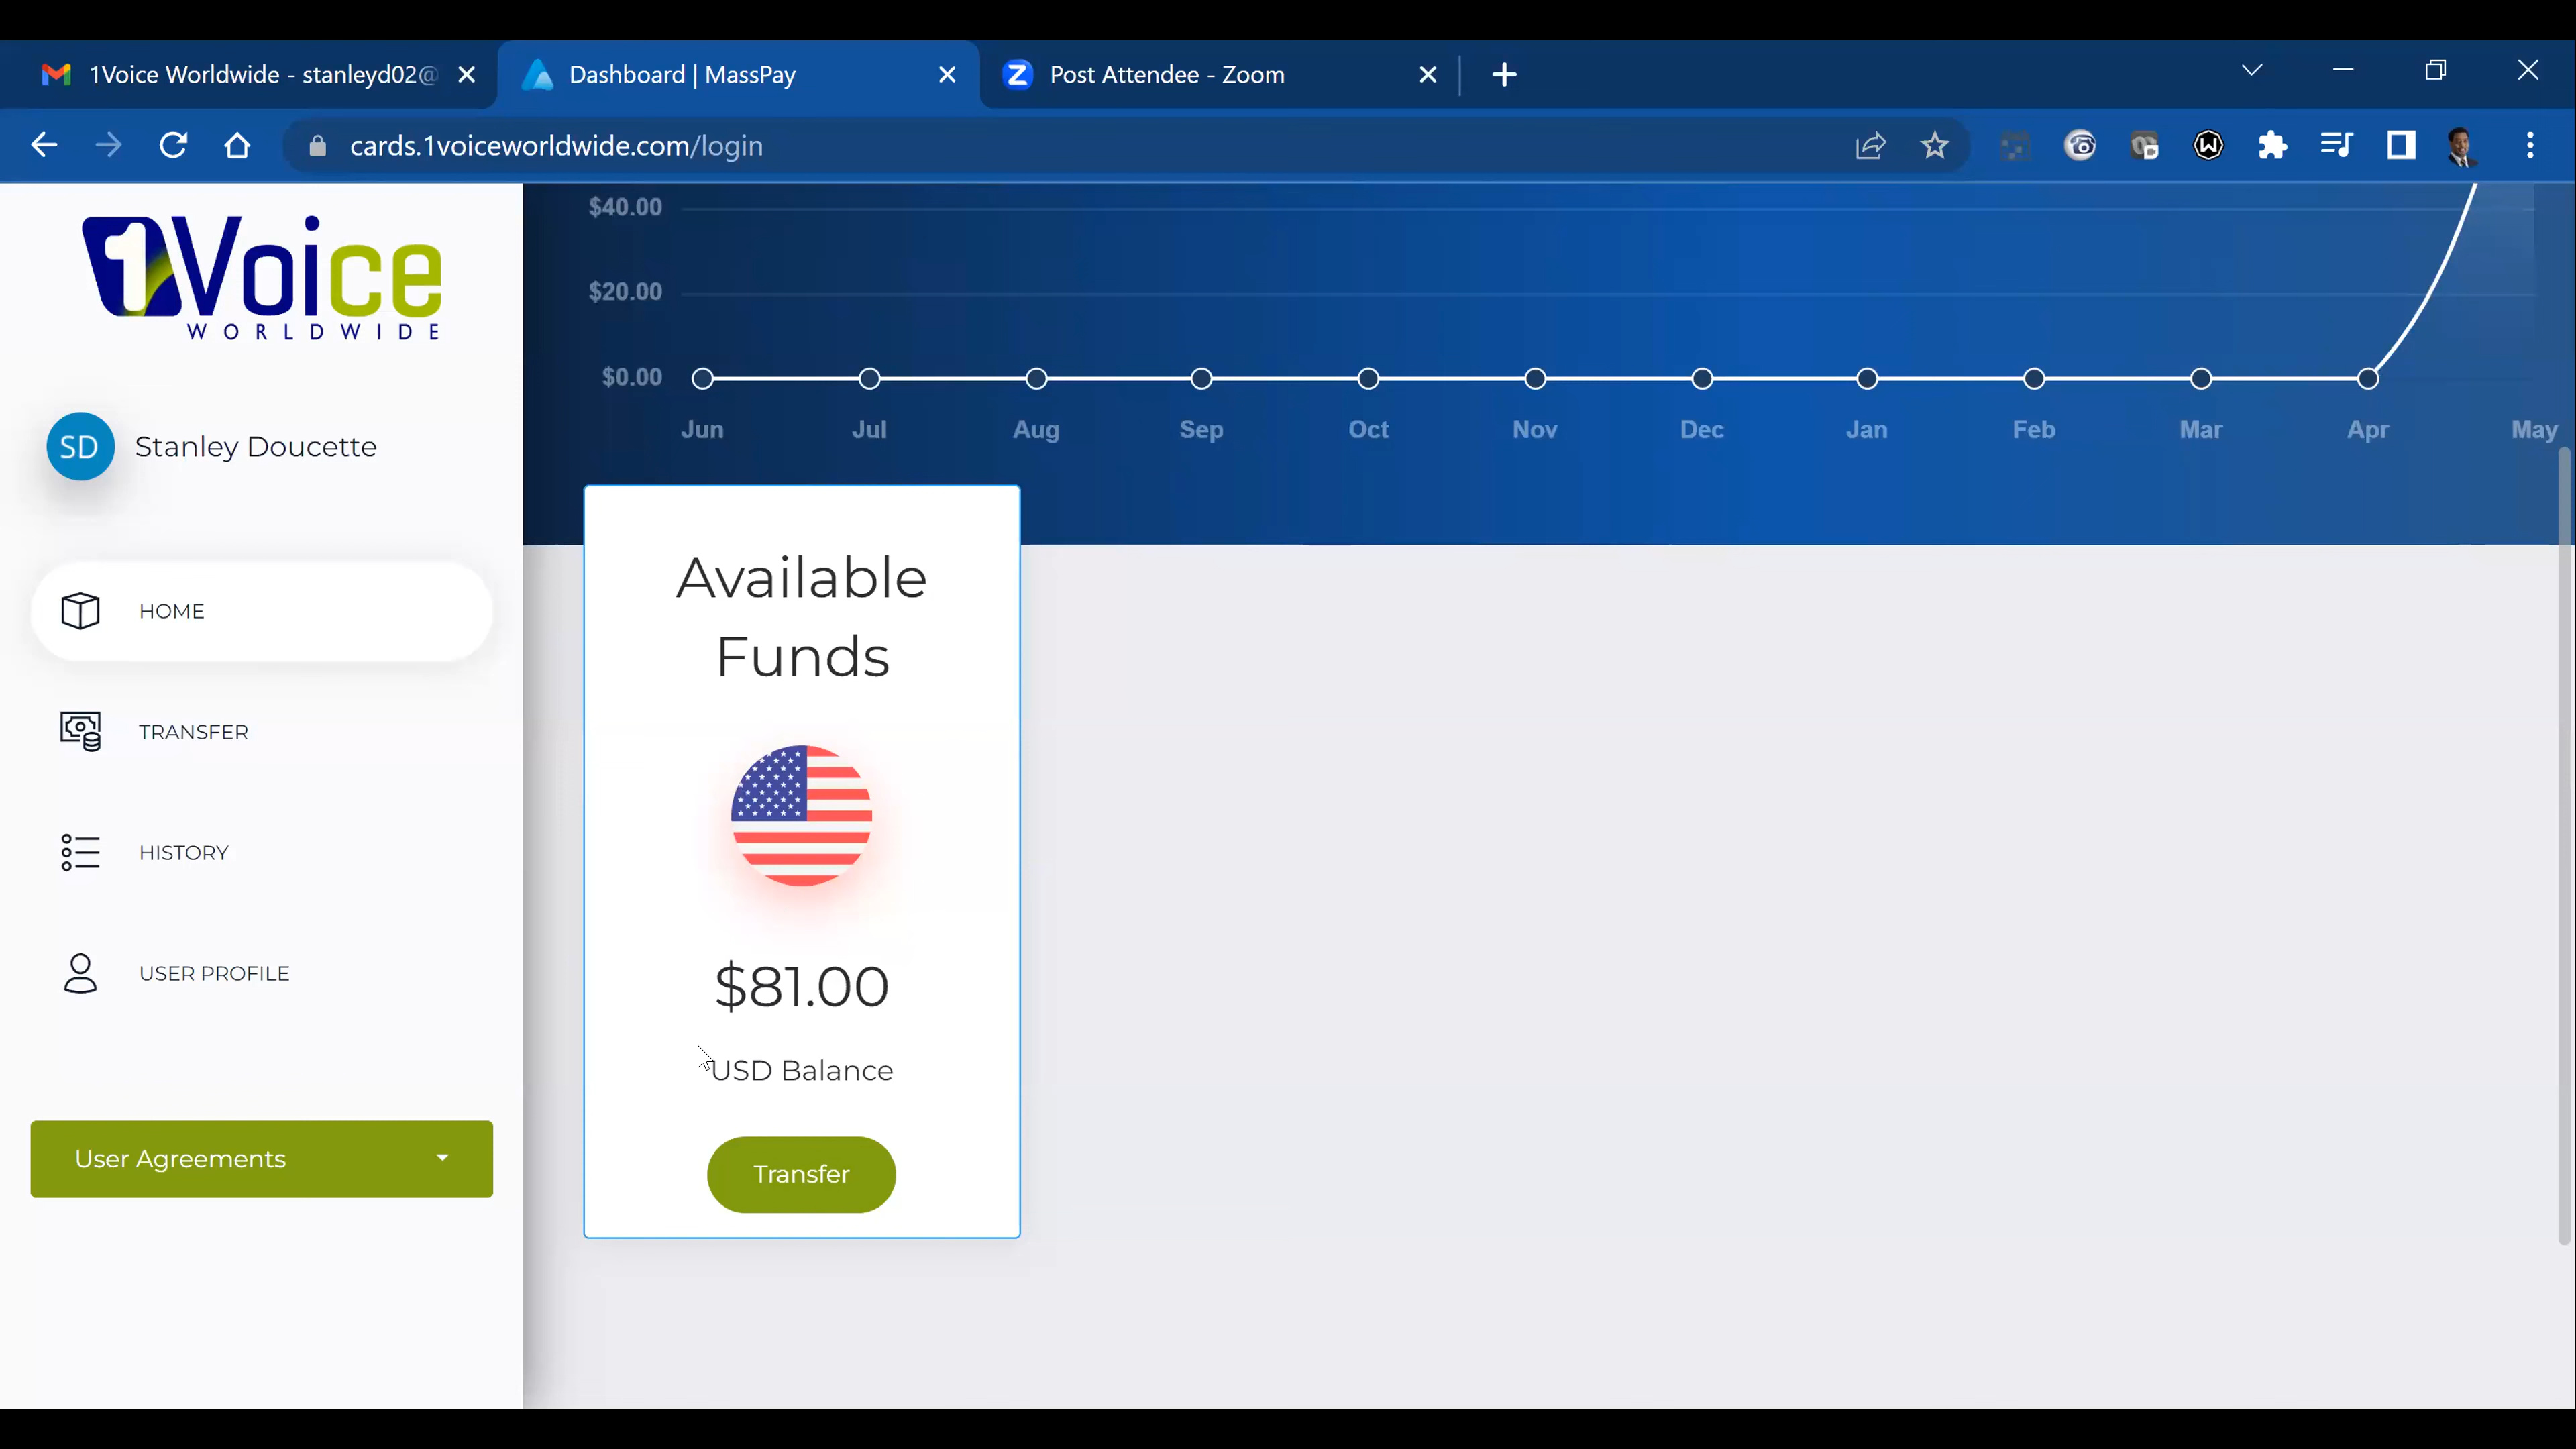 1Voice Worldwide - stanleyd02@
Dashboard | MassPay
Post Attendee - Zoom
cards.1voiceworldwide.com/login
1Voice
WORLDWIDE
SD Stanley Doucette
HOME
TRANSFER
HISTORY
USER PROFILE
User Agreements
$40.00
$20.00
$0.00
Jun Jul Aug Sep Oct Nov Dec Jan Feb Mar Apr May
Available
Funds
$81.00
USD Balance
Transfer